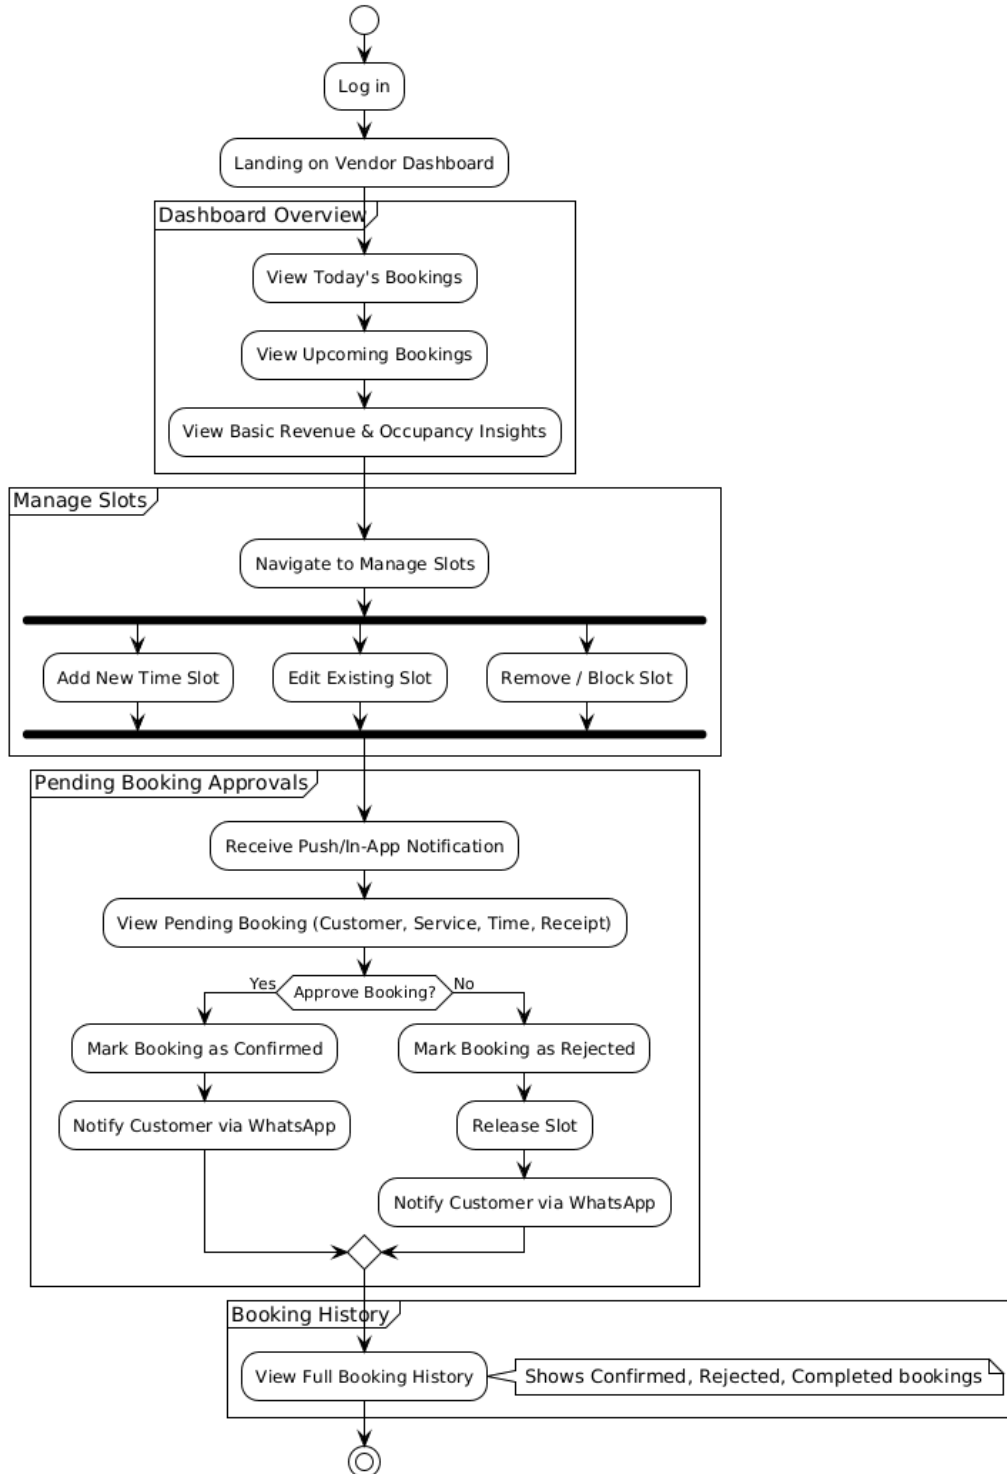 Log in
Landing on Vendor Dashboard
Dashboard Overview
View Today's Bookings
View Upcoming Bookings
View Basic Revenue & Occupancy Insights
Manage Slots
Navigate to Manage Slots
Add New Time Slot
Edit Existing Slot
Remove / Block Slot
Pending Booking Approvals
Receive Push/In-App Notification
View Pending Booking (Customer, Service, Time, Receipt)
Yes
Approve Booking?
No
Mark Booking as Confirmed
Mark Booking as Rejected
Notify Customer via WhatsApp
Release Slot
Notify Customer via WhatsApp
Booking History
View Full Booking History
Shows Confirmed, Rejected, Completed bookings